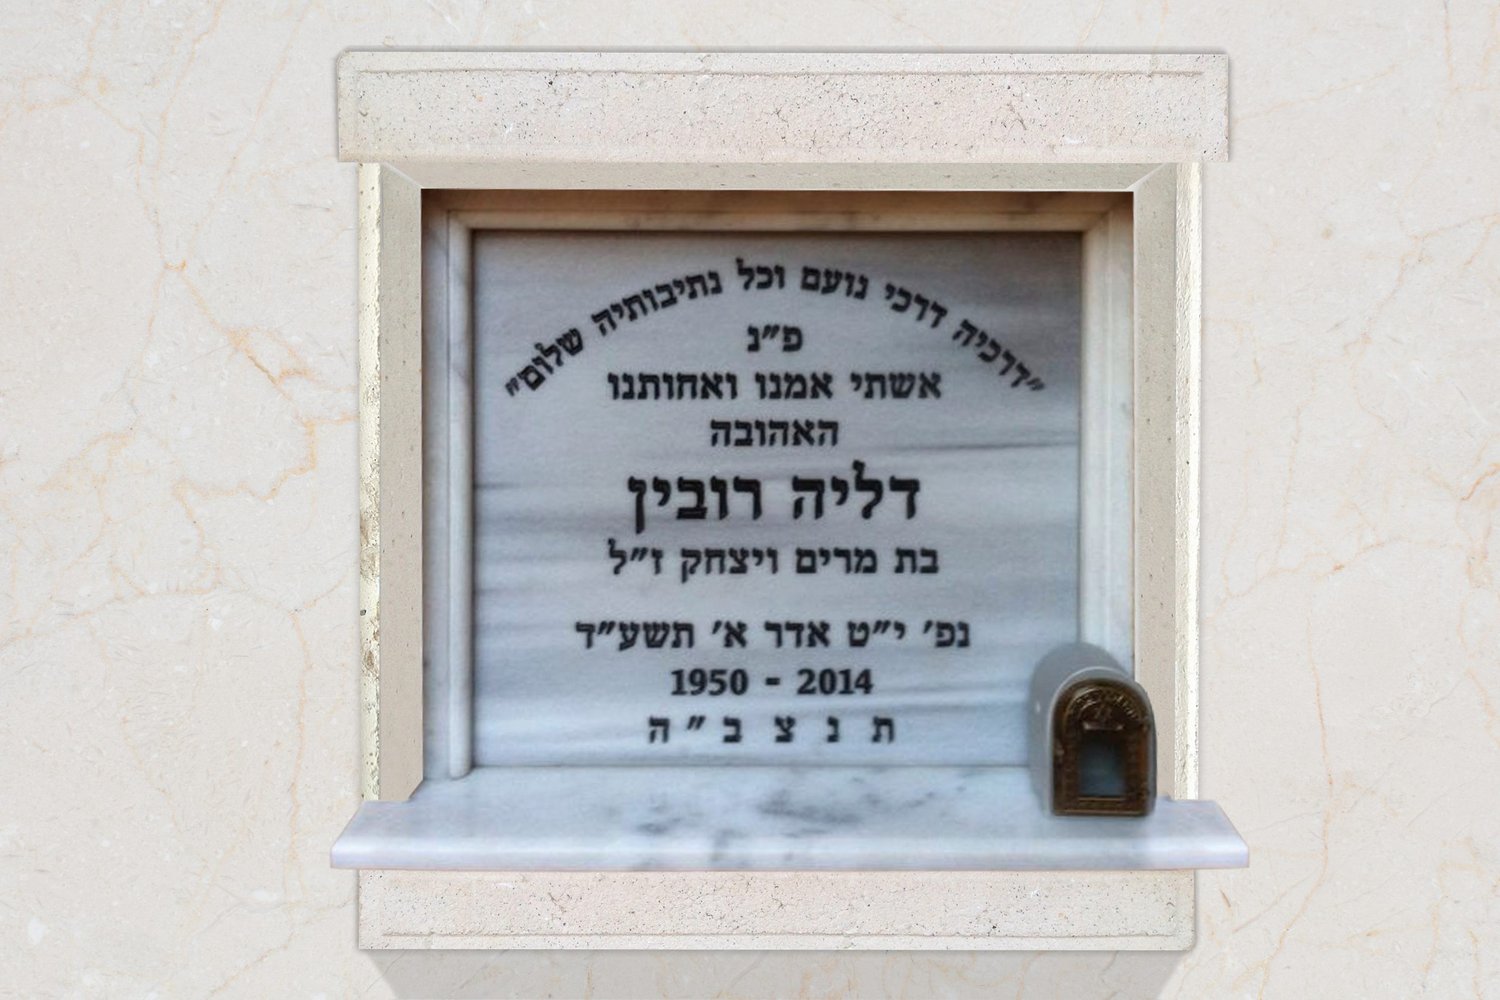 "דרכיה דרכי נועם וכל נתיבותיה שלום"
פ"נ
אשתי אמנו ואחותנו
האהובה
דליה רובין
בת מרים ויצחק ז"ל
נפ' י"ט אדר א' תשע"ד
1950 - 2014
ת נ צ ב " ה